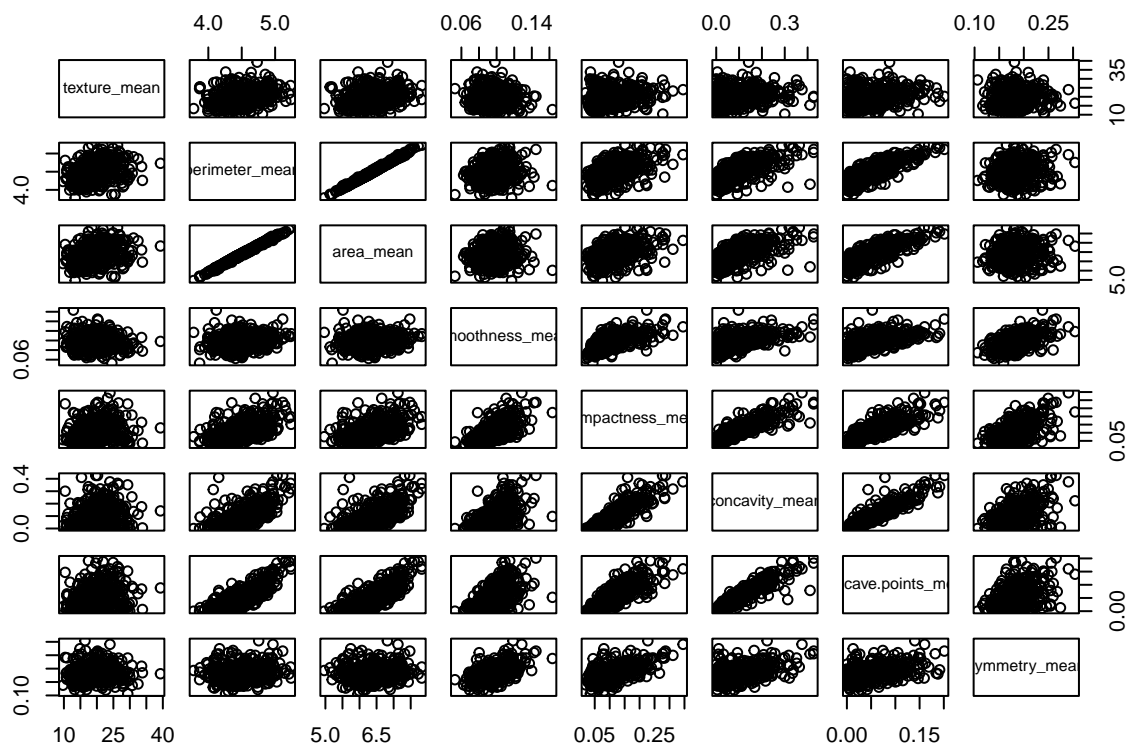 4.0 5.0 0.06 0.14 0.0 0.3 0.10 0.25
texture_mean
10 35
4.0
perimeter_mean
area_mean
5.0
0.06
moothness_mea
mpactness_me
0.05
0.0 0.4
concavity_mean
cave.points_m
0.00
0.10
ymmetry_mean
10 25 40 5.0 6.5 0.05 0.25 0.00 0.15